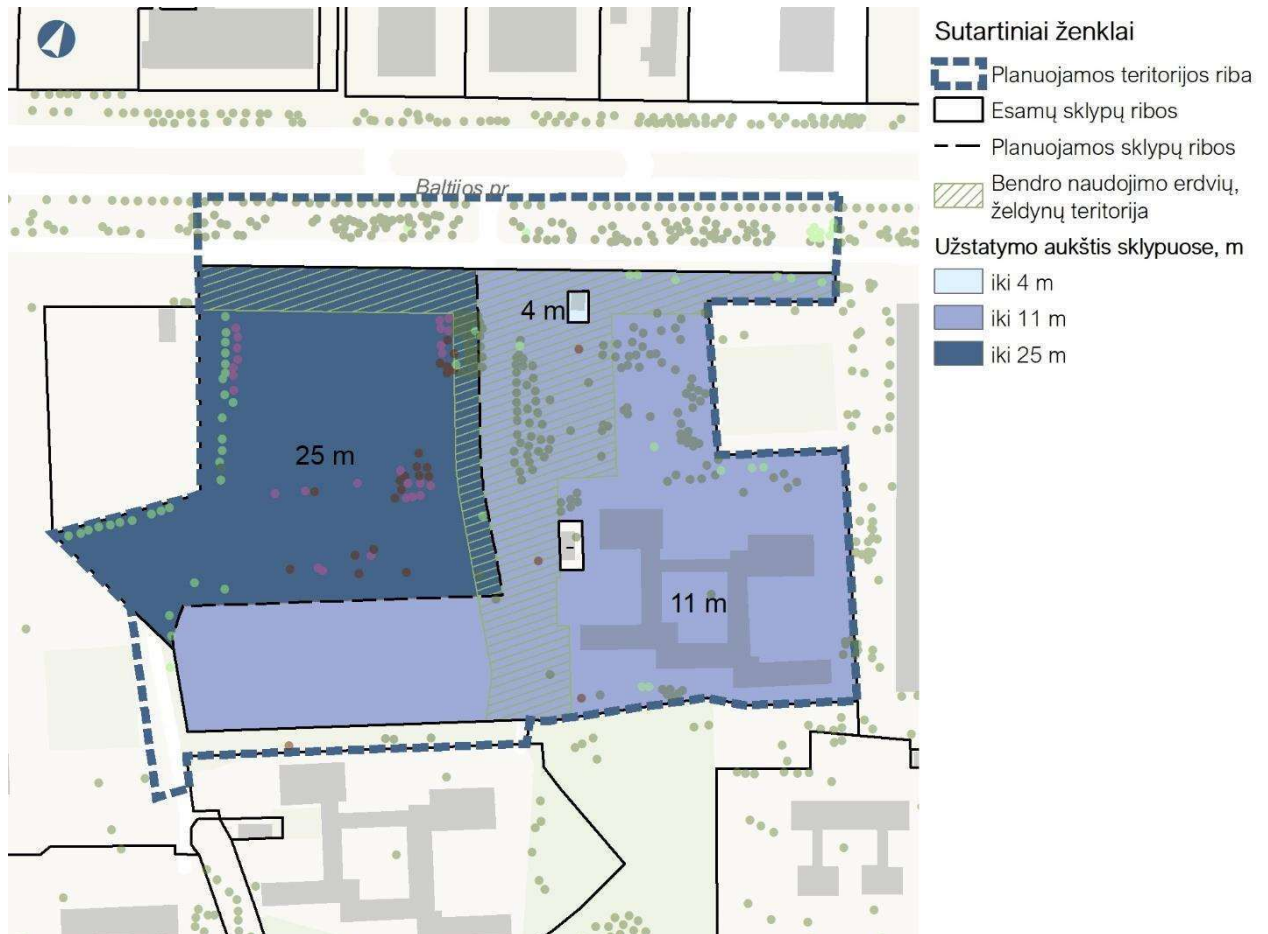 Sutartiniai ženklai
Planuojamos teritorijos riba
Esamų sklypų ribos
Planuojamos sklypų ribos
Bendro naudojimo erdvių,
želdynų teritorija
Užstatymo aukštis sklypuose, m
iki 4 m
iki 11 m
iki 25 m
Baltijos pr
4 m
25 m
-
11 m